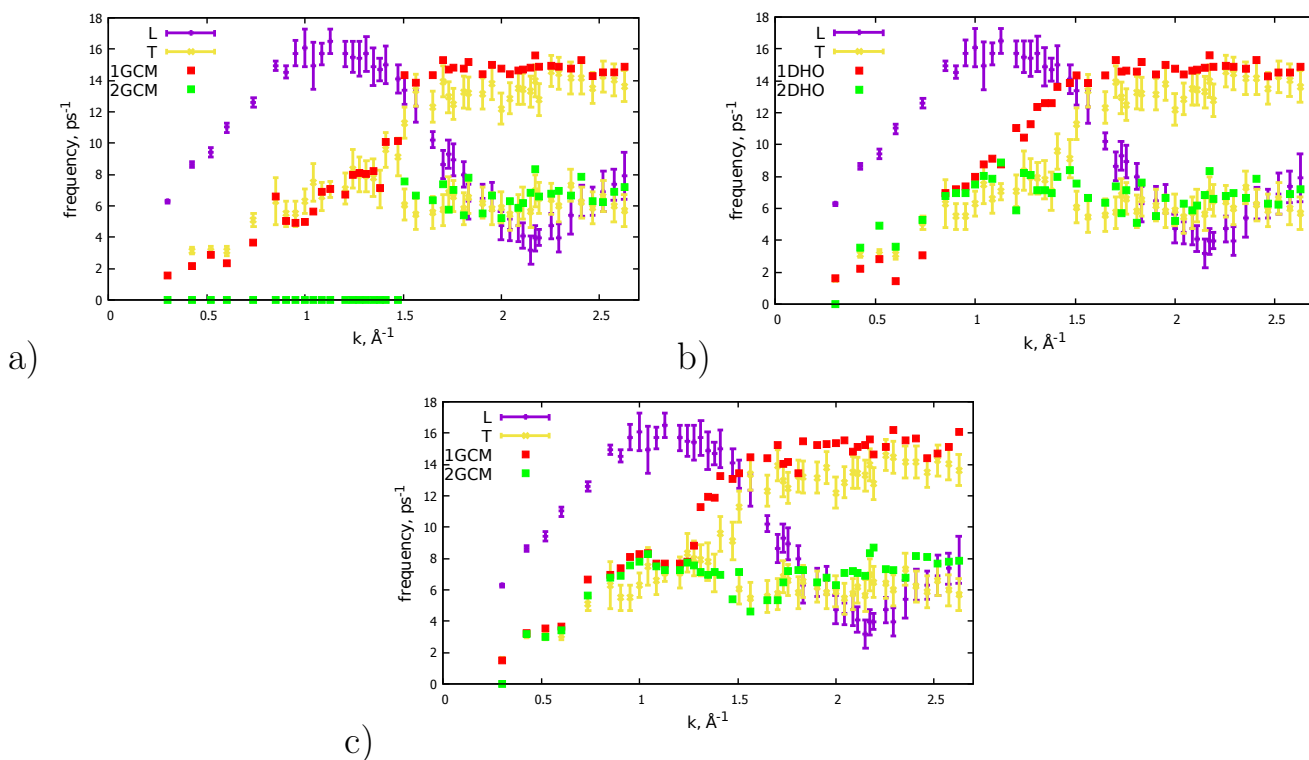 18
16
14
12
10
8
6
4
2
0
frequency, ps⁻¹
L
T
1GCM
2GCM
0 0.5 1 1.5 2 2.5
k, Å⁻¹
a)
18
16
14
12
10
8
6
4
2
0
frequency, ps⁻¹
L
T
1DHO
2DHO
0 0.5 1 1.5 2 2.5
k, Å⁻¹
b)
18
16
14
12
10
8
6
4
2
0
frequency, ps⁻¹
L
T
1GCM
2GCM
0 0.5 1 1.5 2 2.5
k, Å⁻¹
c)